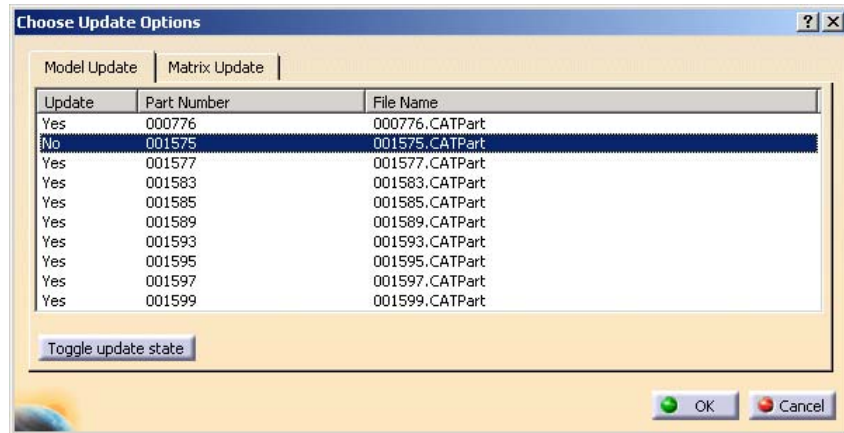 Choose Update Options
Model Update Matrix Update
Update Part Number File Name
Yes 000776 000776.CATPart
No 001575 001575.CATPart
Yes 001577 001577.CATPart
Yes 001583 001583.CATPart
Yes 001585 001585.CATPart
Yes 001589 001589.CATPart
Yes 001593 001593.CATPart
Yes 001595 001595.CATPart
Yes 001597 001597.CATPart
Yes 001599 001599.CATPart
Toggle update state
OK Cancel